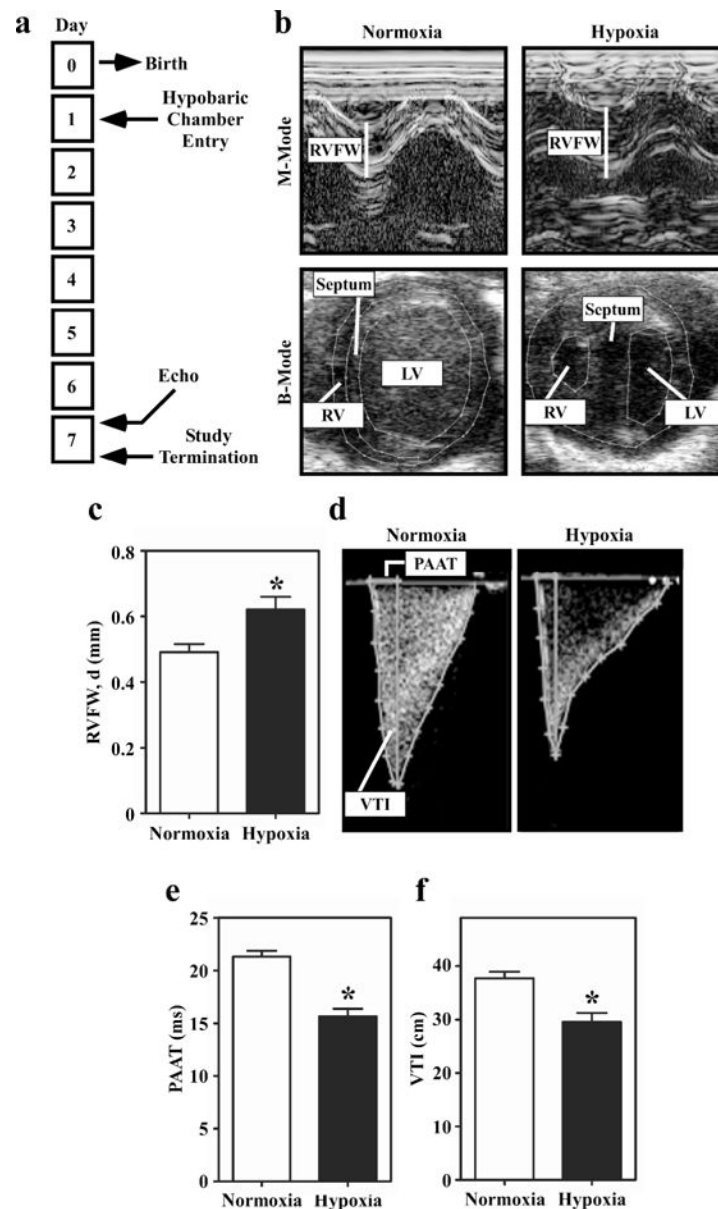 a
Day
0
Birth
1
Hypobaric
Chamber
Entry
2
3
4
5
6
Echo
7
Study
Termination
b
Normoxia
Hypoxia
M-Mode
RVFW
RVFW
B-Mode
Septum
LV
RV
Septum
RV
LV
c
RVFW, d (mm)
0.8
0.6
0.4
0.2
0
*
Normoxia Hypoxia
d
Normoxia
Hypoxia
PAAT
VTI
e
PAAT (ms)
25
20
15
10
5
0
*
Normoxia Hypoxia
f
VTI (cm)
40
30
20
10
0
*
Normoxia Hypoxia